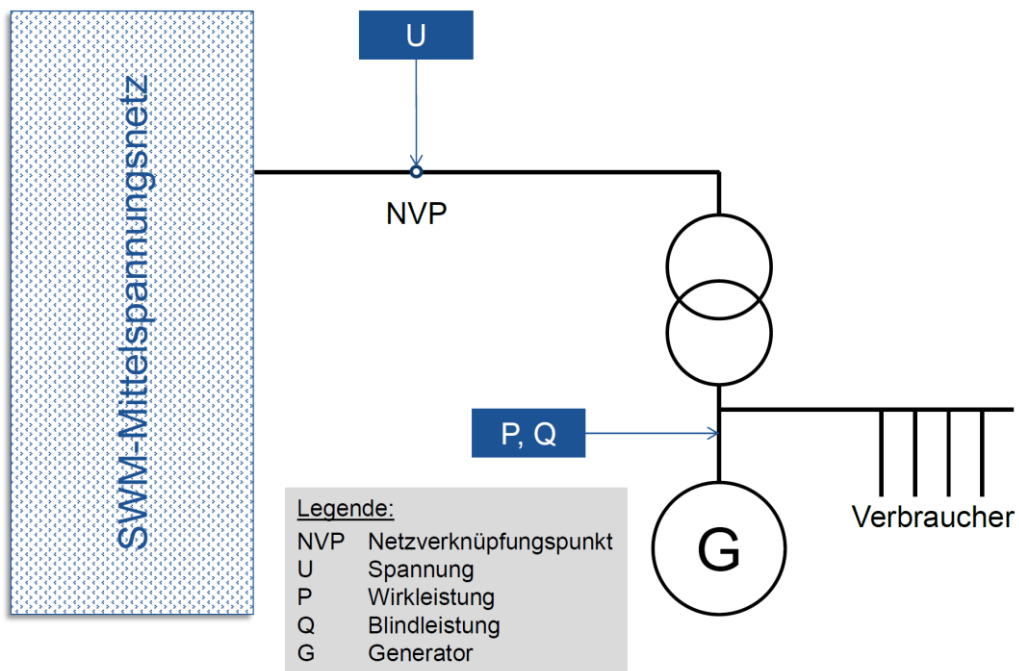 U
SWM-Mittelspannungsnetz
NVP
P, Q
G
Verbraucher
Legende:
NVP Netzverknüpfungspunkt
U Spannung
P Wirkleistung
Q Blindleistung
G Generator